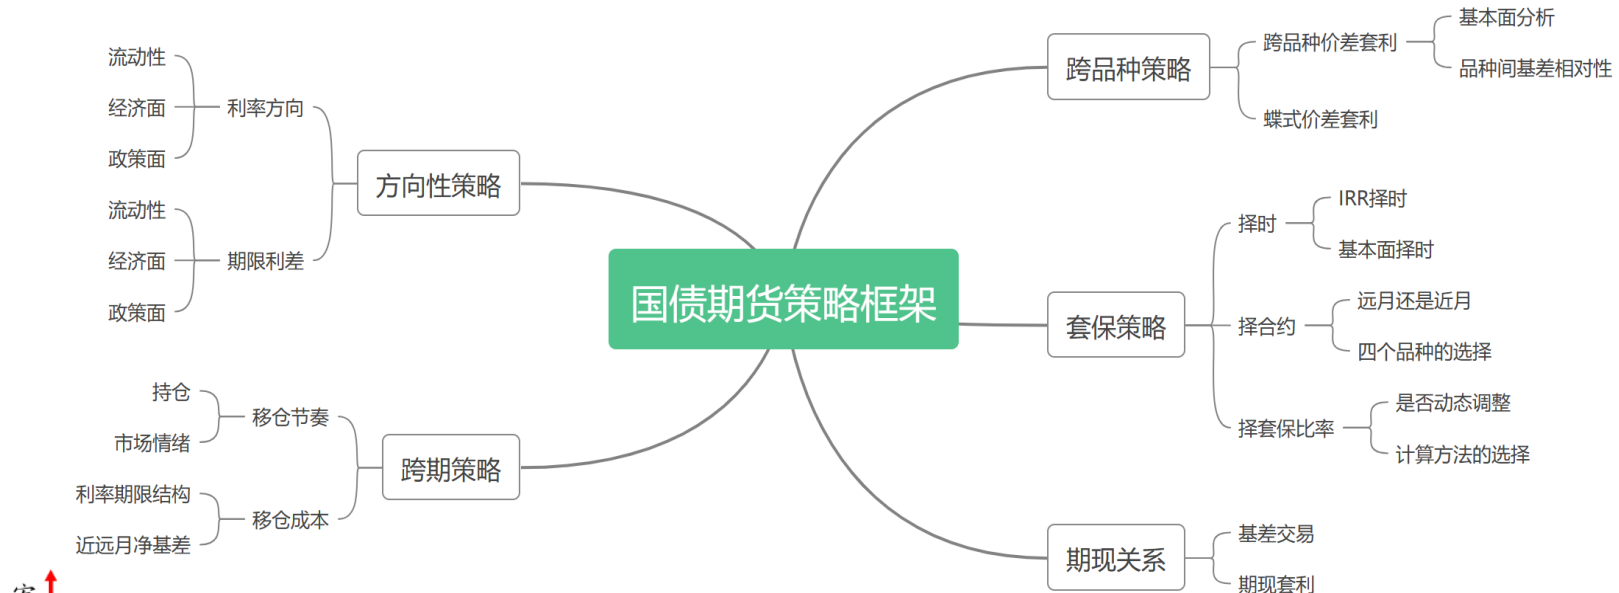 国债期货策略框架
方向性策略
利率方向
流动性
经济面
政策面
期限利差
流动性
经济面
政策面
跨期策略
移仓节奏
持仓
市场情绪
移仓成本
利率期限结构
近远月净基差
跨品种策略
跨品种价差套利
基本面分析
品种间基差相对性
蝶式价差套利
套保策略
择时
IRR择时
基本面择时
择合约
远月还是近月
四个品种的选择
择套保比率
是否动态调整
计算方法的选择
期现关系
基差交易
期现套利